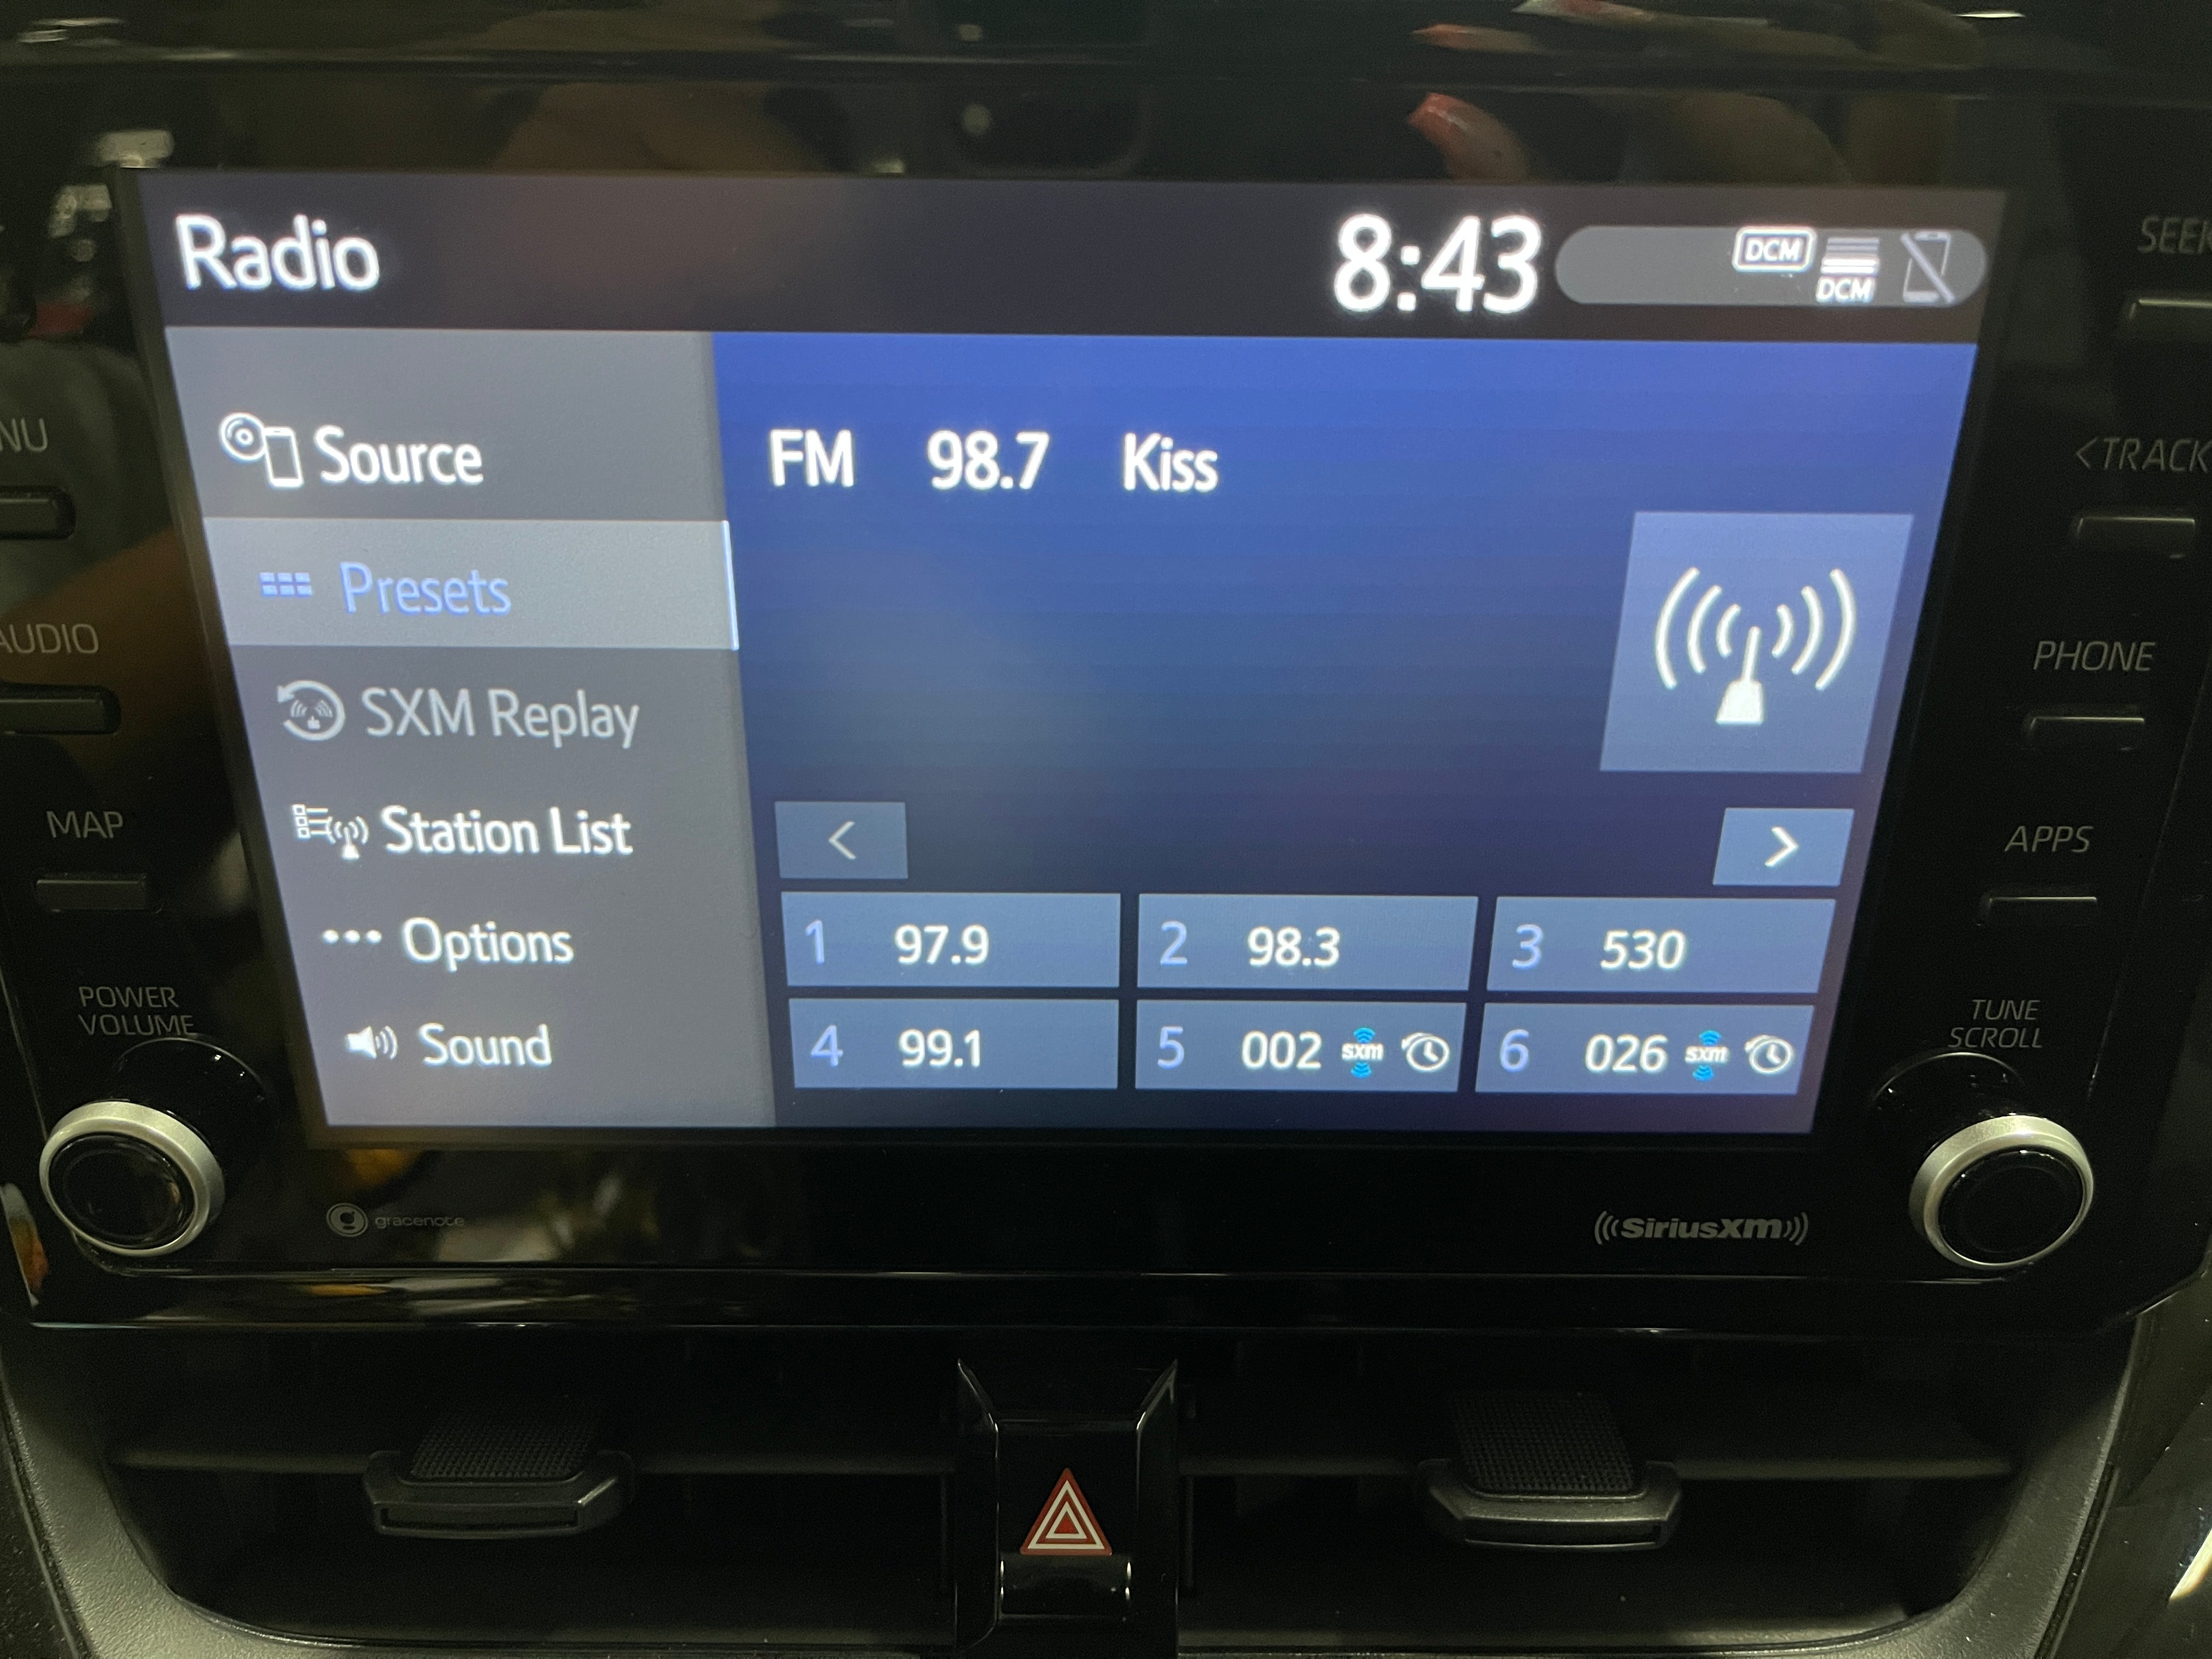 Radio
8:43
DCM
DCM
Source
Presets
SXM Replay
Station List
Options
Sound
FM 98.7 Kiss
<
>
1 97.9
2 98.3
3 530
4 99.1
5 002 sxm
6 026 sxm
NU
AUDIO
MAP
POWER
VOLUME
SEEK
<TRACK
PHONE
APPS
TUNE
SCROLL
gracenote
SiriusXM